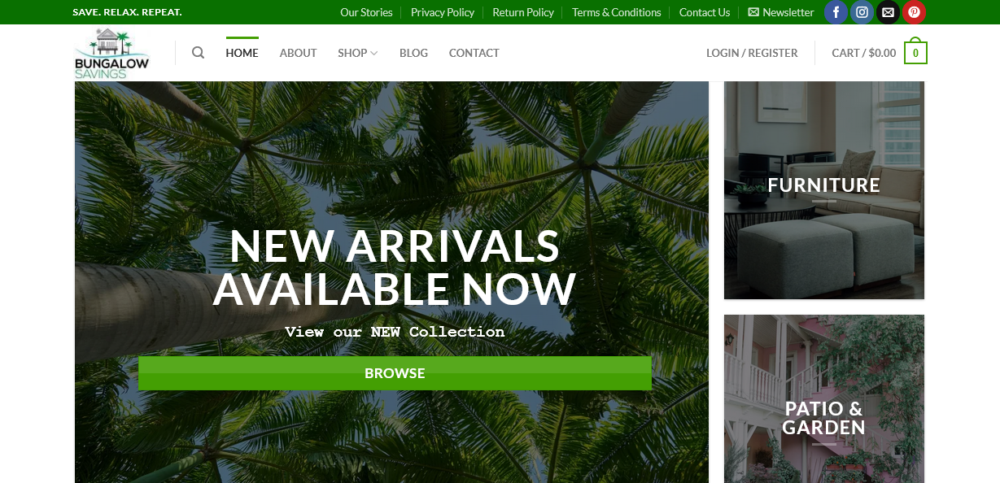 SAVE. RELAX. REPEAT.
Our Stories
Privacy Policy
Return Policy
Terms & Conditions
Contact Us
Newsletter
BUNGALOW
SAVINGS
HOME
ABOUT
SHOP
BLOG
CONTACT
LOGIN / REGISTER
CART / $0.00
0
NEW ARRIVALS
AVAILABLE NOW
View our NEW Collection
BROWSE
FURNITURE
PATIO &
GARDEN